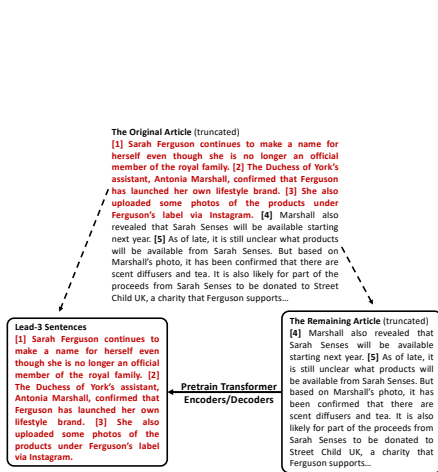 The Original Article (truncated)
[1] Sarah Ferguson continues to make a name for
herself even though she is no longer an official
member of the royal family. [2] The Duchess of York's
assistant, Antonia Marshall, confirmed that Ferguson
has launched her own lifestyle brand. [3] She also
uploaded some photos of the products under
Ferguson's label via Instagram. [4] Marshall also
revealed that Sarah Senses will be available starting
next year. [5] As of late, it is still unclear what products
will be available from Sarah Senses. But based on
Marshall's photo, it has been confirmed that there are
scent diffusers and tea. It is also likely for part of the
proceeds from Sarah Senses to be donated to Street
Child UK, a charity that Ferguson supports...
Lead-3 Sentences
[1] Sarah Ferguson continues to
make a name for herself even
though she is no longer an official
member of the royal family. [2]
The Duchess of York's assistant,
Antonia Marshall, confirmed that
Ferguson has launched her own
lifestyle brand. [3] She also
uploaded some photos of the
products under Ferguson's label
via Instagram.
Pretrain Transformer
Encoders/Decoders
The Remaining Article (truncated)
[4] Marshall also revealed that
Sarah Senses will be available
starting next year. [5] As of late, it
is still unclear what products will
be available from Sarah Senses. But
based on Marshall's photo, it has
been confirmed that there are
scent diffusers and tea. It is also
likely for part of the proceeds from
Sarah Senses to be donated to
Street Child UK, a charity that
Ferguson supports...